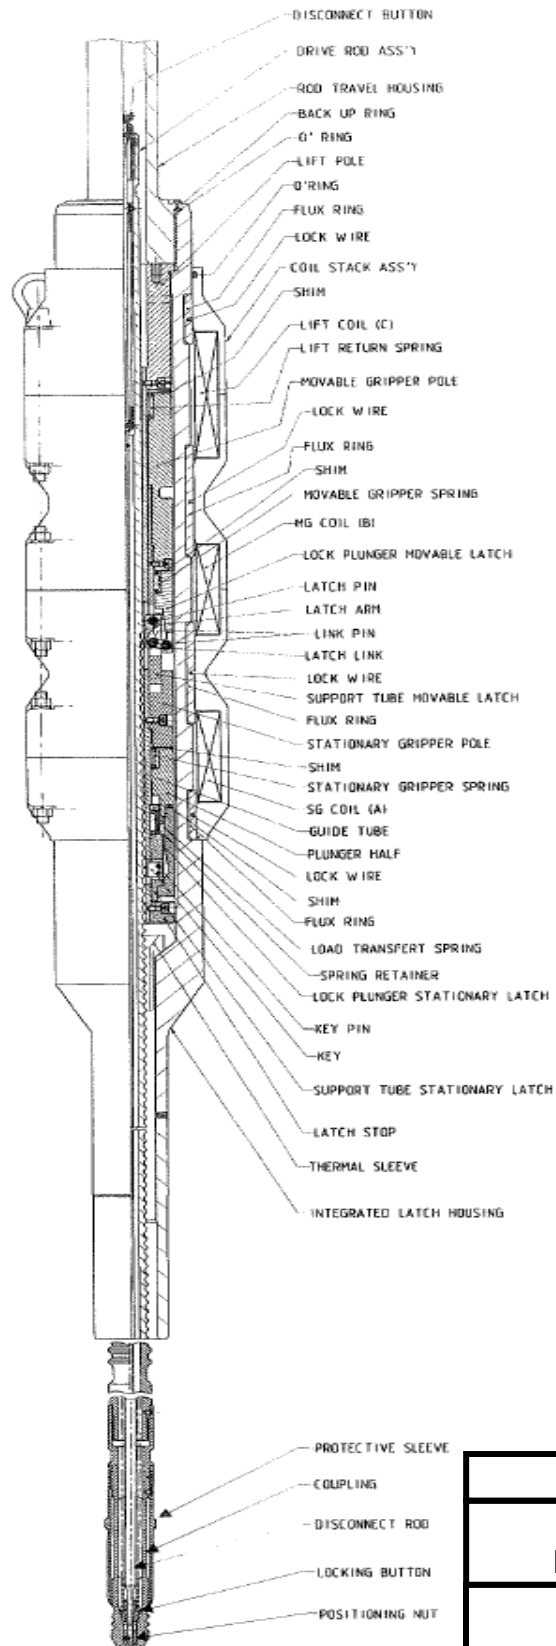 DISCONNECT BUTTON
DRIVE ROD ASS'Y
ROD TRAVEL HOUSING
BACK UP RING
O' RING
LIFT POLE
O'RING
FLUX RING
LOCK WIRE
COIL STACK ASS'Y
SHIM
LIFT COIL (C)
LIFT RETURN SPRING
MOVABLE GRIPPER POLE
LOCK WIRE
FLUX RING
SHIM
MOVABLE GRIPPER SPRING
MG COIL (B)
LOCK PLUNGER MOVABLE LATCH
LATCH PIN
LATCH ARM
LINK PIN
LATCH LINK
LOCK WIRE
SUPPORT TUBE MOVABLE LATCH
FLUX RING
STATIONARY GRIPPER POLE
SHIM
STATIONARY GRIPPER SPRING
SG COIL (A)
GUIDE TUBE
PLUNGER HALF
LOCK WIRE
SHIM
FLUX RING
LOAD TRANSFERT SPRING
SPRING RETAINER
LOCK PLUNGER STATIONARY LATCH
KEY PIN
KEY
SUPPORT TUBE STATIONARY LATCH
LATCH STOP
THERMAL SLEEVE
INTEGRATED LATCH HOUSING
PROTECTIVE SLEEVE
COUPLING
DISCONNECT ROD
LOCKING BUTTON
POSITIONING NUT